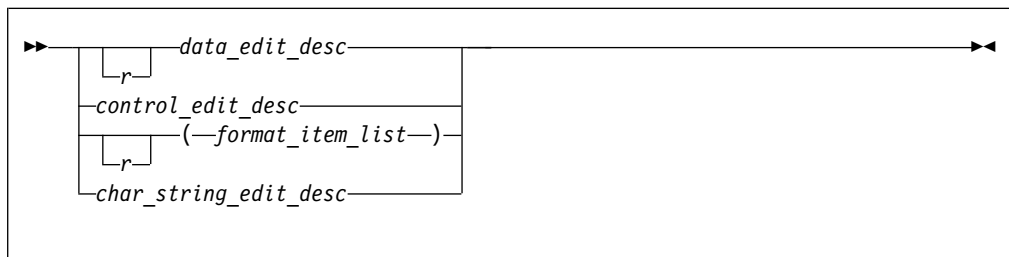 data_edit_desc
r
control_edit_desc
( format_item_list )
r
char_string_edit_desc